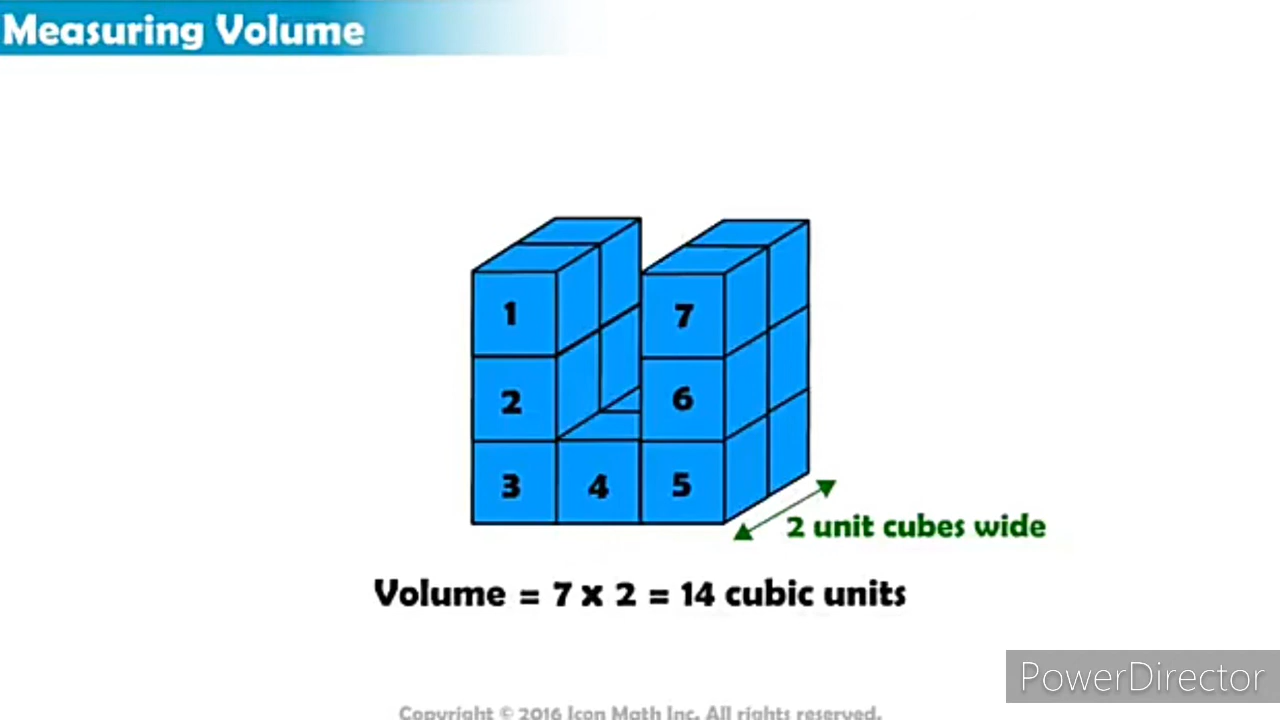 Measuring Volume
1
7
2
6
3 4 5
2 unit cubes wide
Volume = 7 x 2 = 14 cubic units
PowerDirector
Copyright © 2016 Icon Math Inc. All rights reserved.